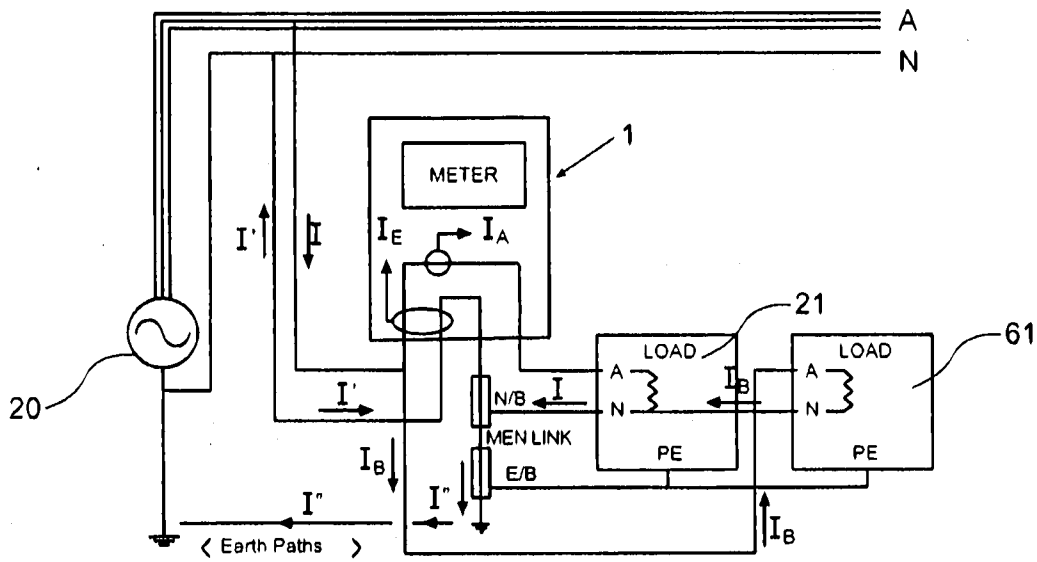 A
N
1
METER
I' I
I_E I_A
21
61
LOAD LOAD
20
A A
I' I I_B
N/B N N
MEN LINK
I_B
PE PE
E/B
I" I"
< Earth Paths >
I_B